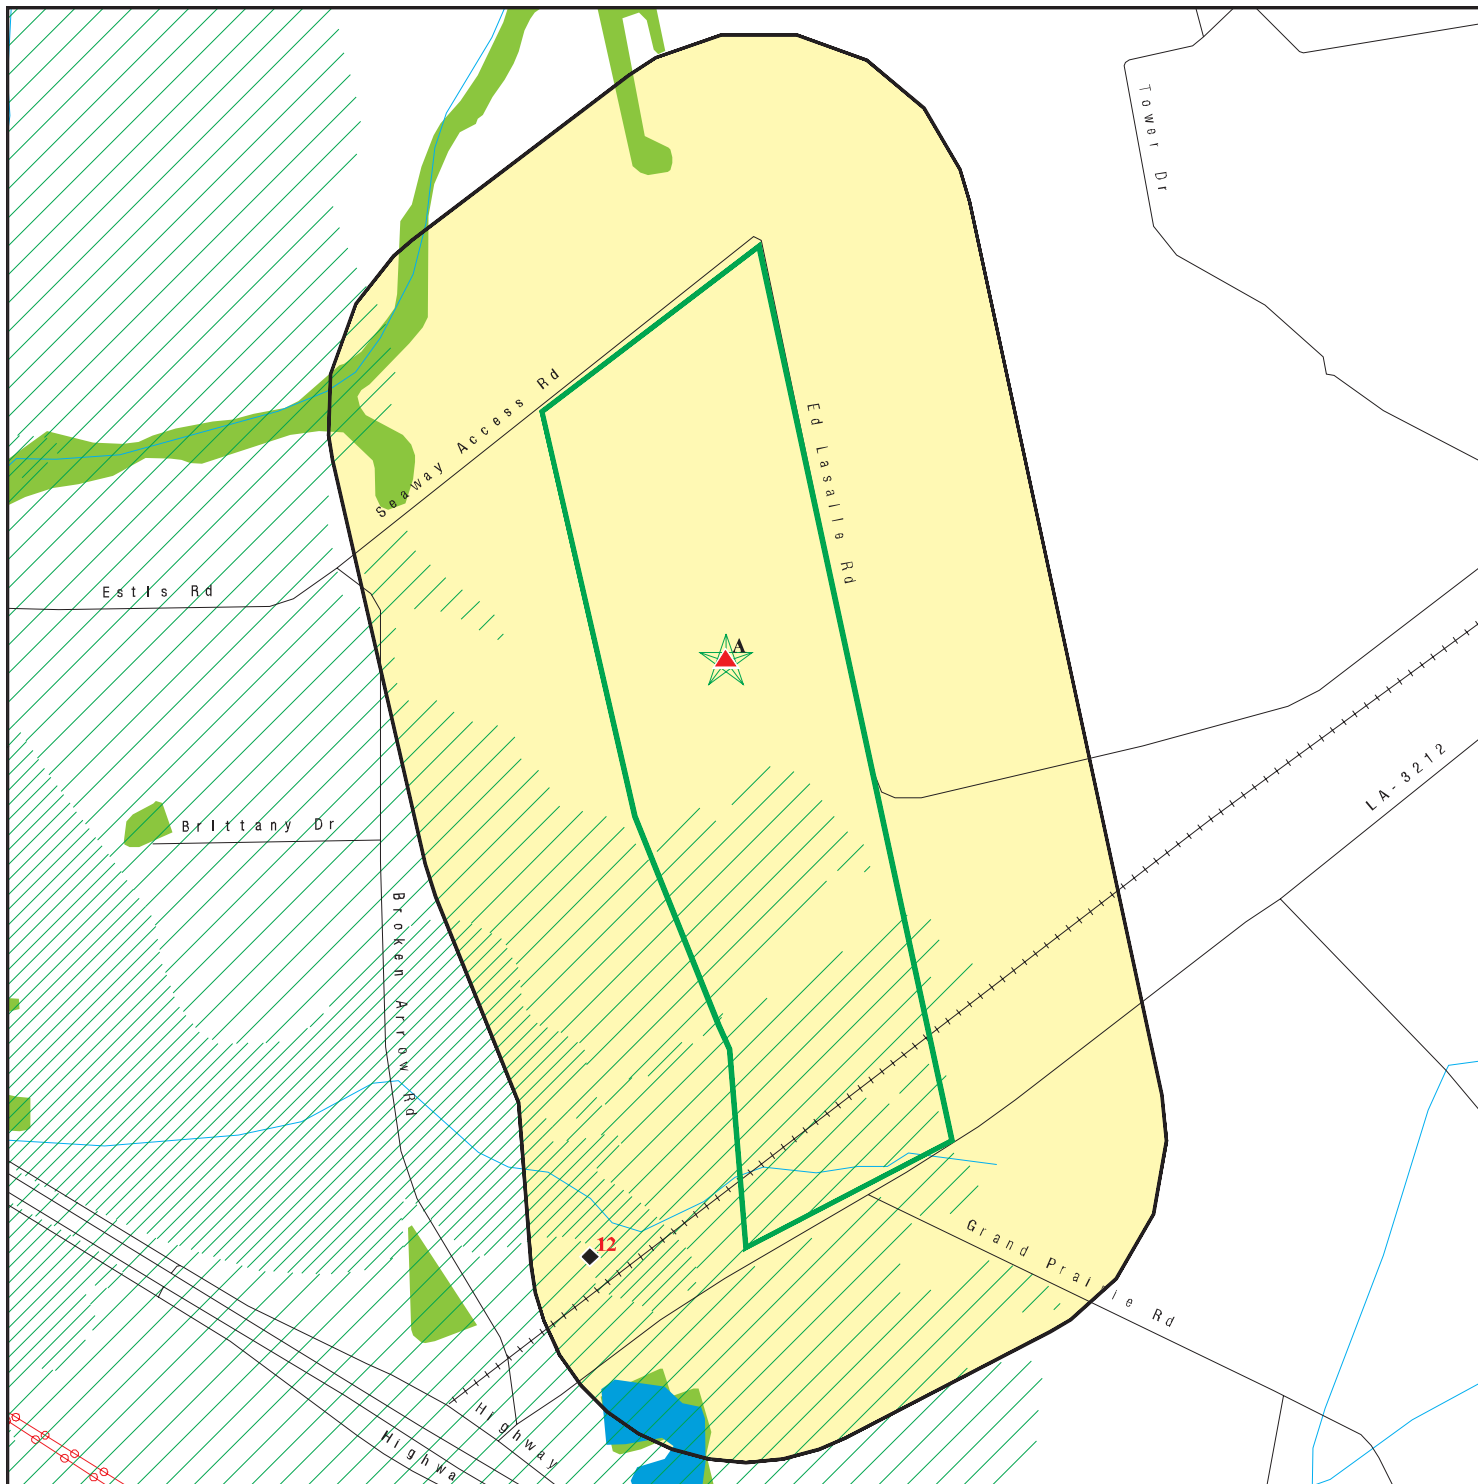 Tower Dr
Seaway Access Rd
Ed Lasalle Rd
Estis Rd
A
LA-3212
Brittany Dr
Broken Arrow Rd
12
Grand Prairie Rd
Highway
Highwa